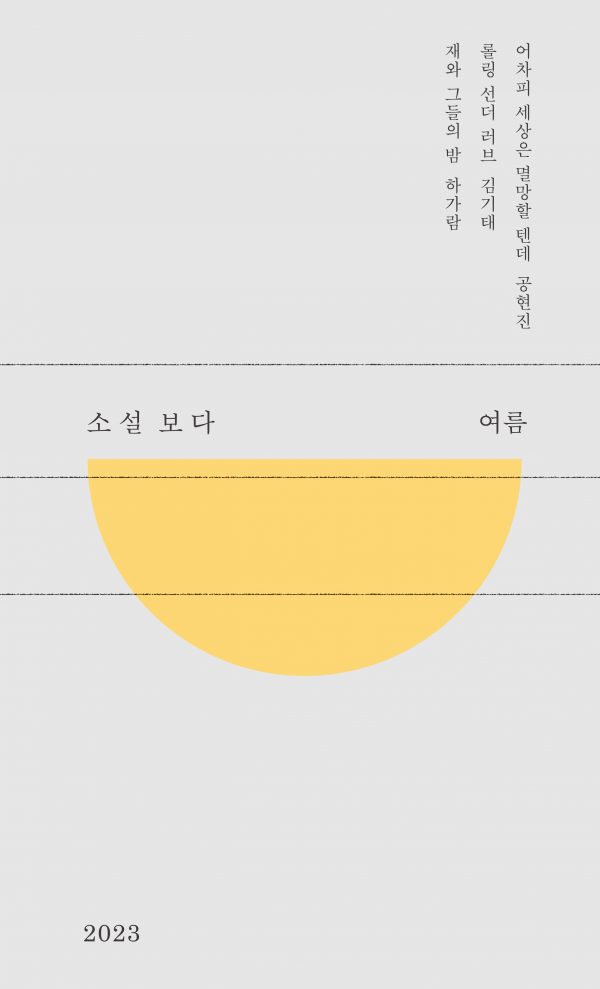 어차피 세상은 멸망할 텐데 공현진
롤링 선더 러브 김기태
재와 그들의 밤 하가람
소설 보다
여름
2023